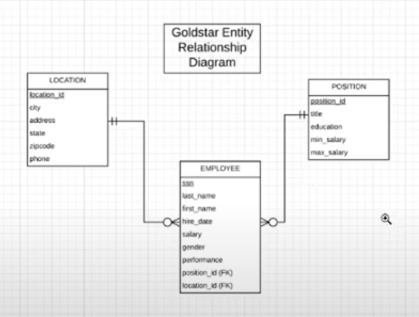 Goldstar Entity
Relationship
Diagram
LOCATION
location_id
city
address
state
zipcode
phone
POSITION
position_id
title
education
min_salary
max_salary
EMPLOYEE
ssn
last_name
first_name
hire_date
salary
gender
performance
position_id (FK)
location_id (FK)